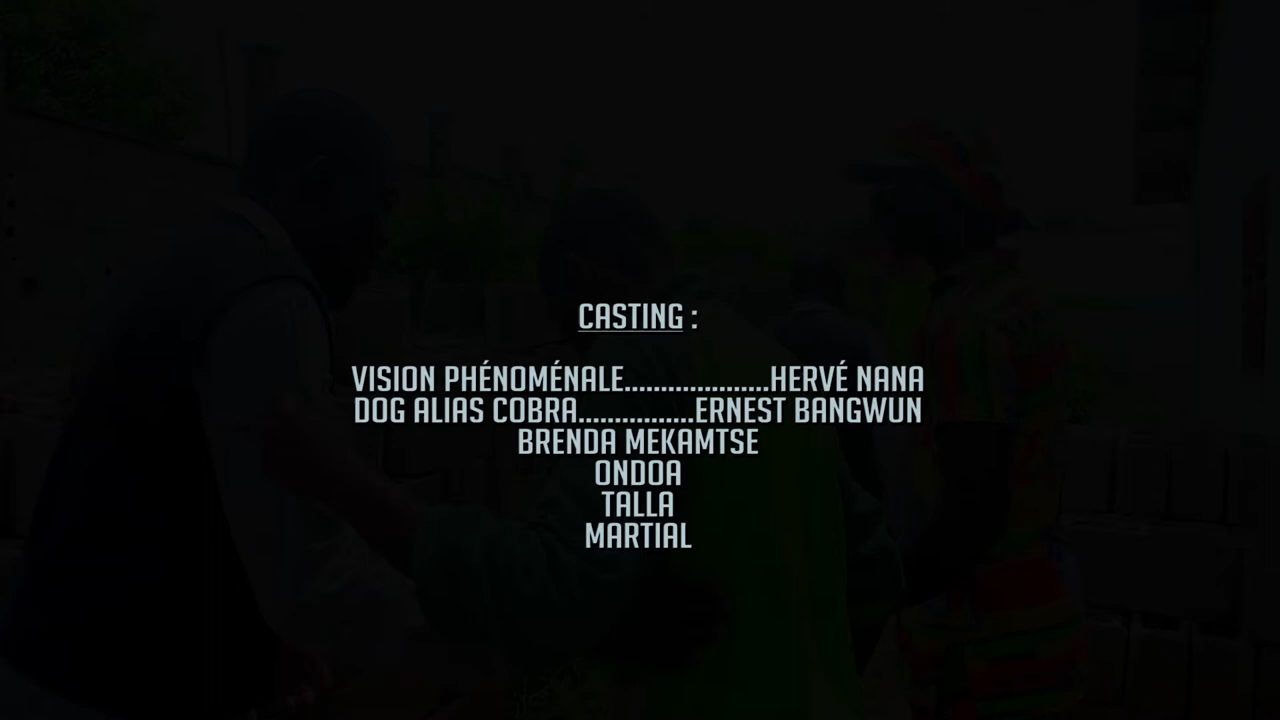 CASTING :
VISION PHÉNOMÉNALE....................HERVÉ NANA
DOG ALIAS COBRA................ERNEST BANGWUN
BRENDA MEKAMTSE
ONDOA
TALLA
MARTIAL